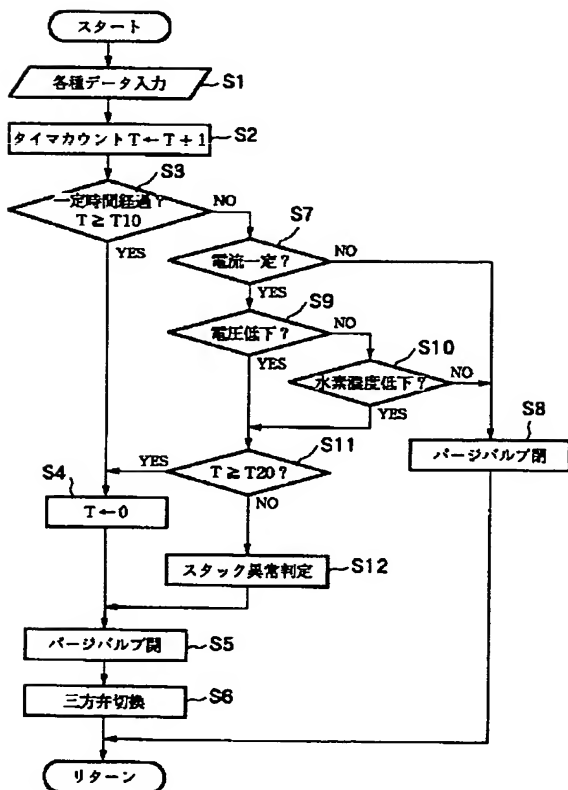 スタート
各種データ入力 S1
タイマカウントT←T+1 S2
S3
一定時間経過?
T≧T10
NO
YES
S7
電流一定?
NO
YES
S9
電圧低下?
NO
YES
S10
水素濃度低下?
NO
YES
S8
パージバルブ閉
S11
T≧T20?
YES
NO
S4
T←0
スタック異常判定 S12
パージバルブ閉 S5
三方弁切換 S6
リターン